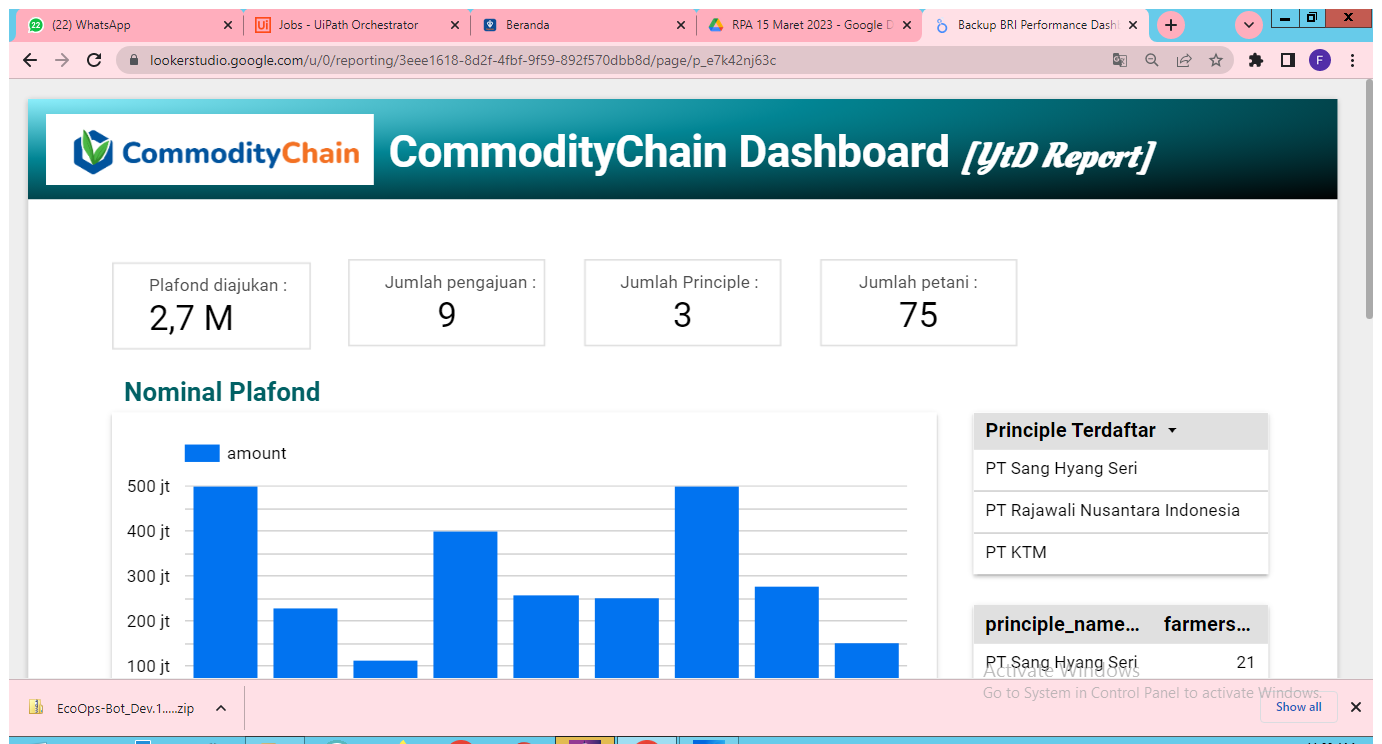 (22) WhatsApp
Jobs - UiPath Orchestrator
Beranda
RPA 15 Maret 2023 - Google D
Backup BRI Performance Dash
lookerstudio.google.com/u/0/reporting/3eee1618-8d2f-4fbf-9f59-892f570dbb8d/page/p_e7k42nj63c
F
CommodityChain
CommodityChain Dashboard [YtD Report]
Plafond diajukan :
2,7 M
Jumlah pengajuan :
9
Jumlah Principle :
3
Jumlah petani :
75
Nominal Plafond
amount
500 jt
400 jt
300 jt
200 jt
100 jt
Principle Terdaftar
PT Sang Hyang Seri
PT Rajawali Nusantara Indonesia
PT KTM
principle_name... farmers...
PT Sang Hyang Seri 21
Activate Windows
Go to System in Control Panel to activate Windows.
EcoOps-Bot_Dev.1.....zip
Show all